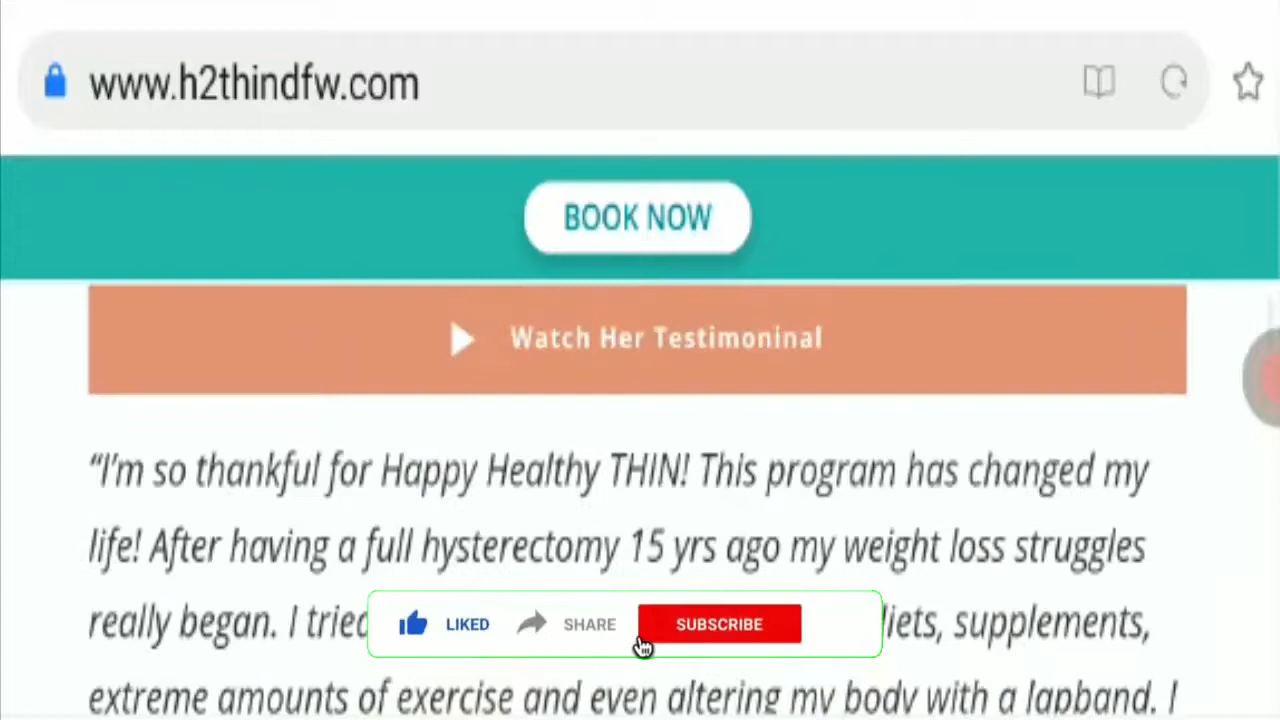 www.h2thindfw.com
BOOK NOW
Watch Her Testimoninal
“I'm so thankful for Happy Healthy THIN! This program has changed my
life! After having a full hysterectomy 15 yrs ago my weight loss struggles
really began. I tried supplements,
LIKED SHARE SUBSCRIBE
extreme amounts of exercise and even altering my body with a lapband. I